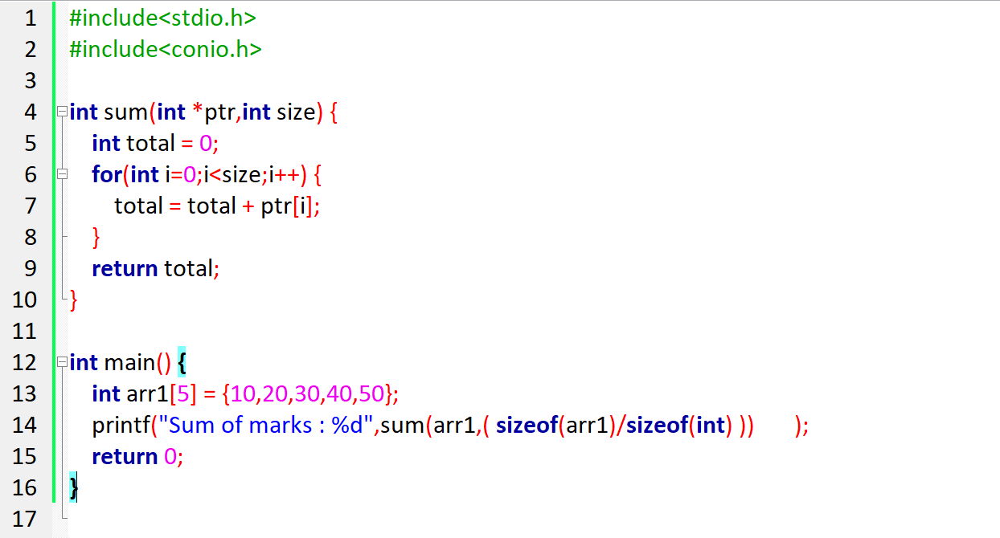 1 #include<stdio.h>
2 #include<conio.h>
3
4 int sum(int *ptr,int size) {
5 int total = 0;
6 for(int i=0;i<size;i++) {
7 total = total + ptr[i];
8 }
9 return total;
10 }
11
12 int main() {
13 int arr1[5] = {10,20,30,40,50};
14 printf("Sum of marks : %d",sum(arr1,( sizeof(arr1)/sizeof(int) )) );
15 return 0;
16 }
17